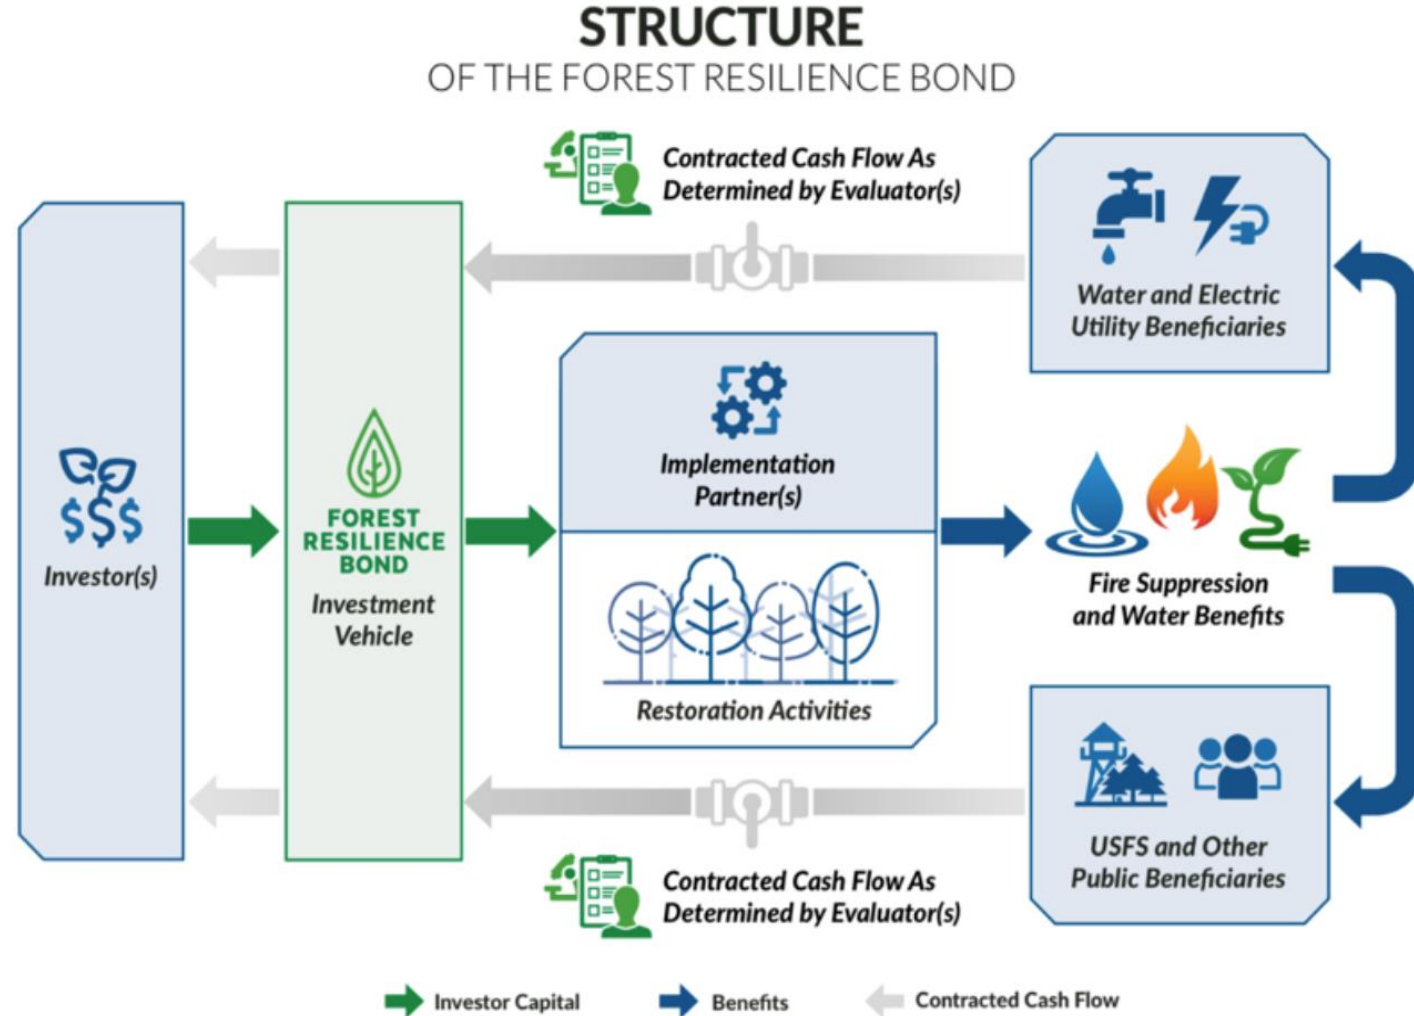 STRUCTURE
OF THE FOREST RESILIENCE BOND
Contracted Cash Flow As
Determined by Evaluator(s)
Water and Electric
Utility Beneficiaries
Investor(s)
FOREST
RESILIENCE
BOND
Investment
Vehicle
Implementation
Partner(s)
Restoration Activities
Fire Suppression
and Water Benefits
USFS and Other
Public Beneficiaries
Contracted Cash Flow As
Determined by Evaluator(s)
Investor Capital
Benefits
Contracted Cash Flow